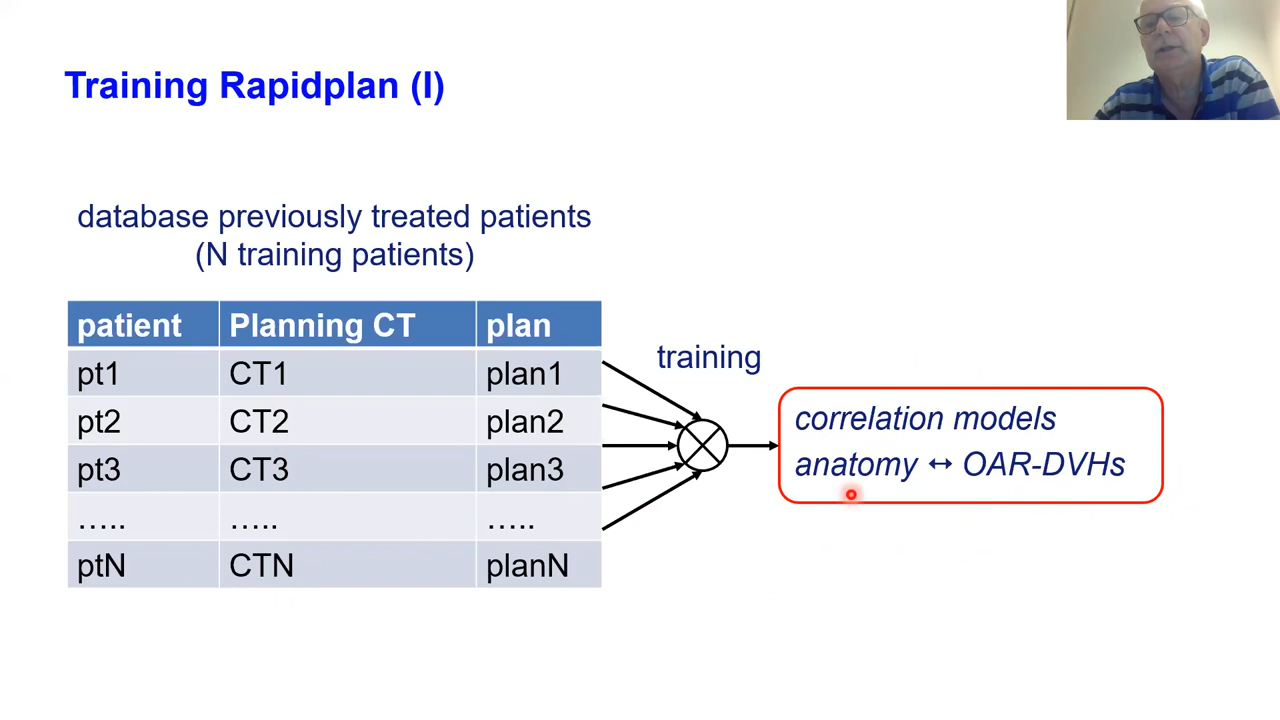 Training Rapidplan (I)
database previously treated patients
(N training patients)
patient Planning CT plan
pt1 CT1 plan1
pt2 CT2 plan2
pt3 CT3 plan3
….. ….. …..
ptN CTN planN
training
correlation models
anatomy ↔ OAR-DVHs